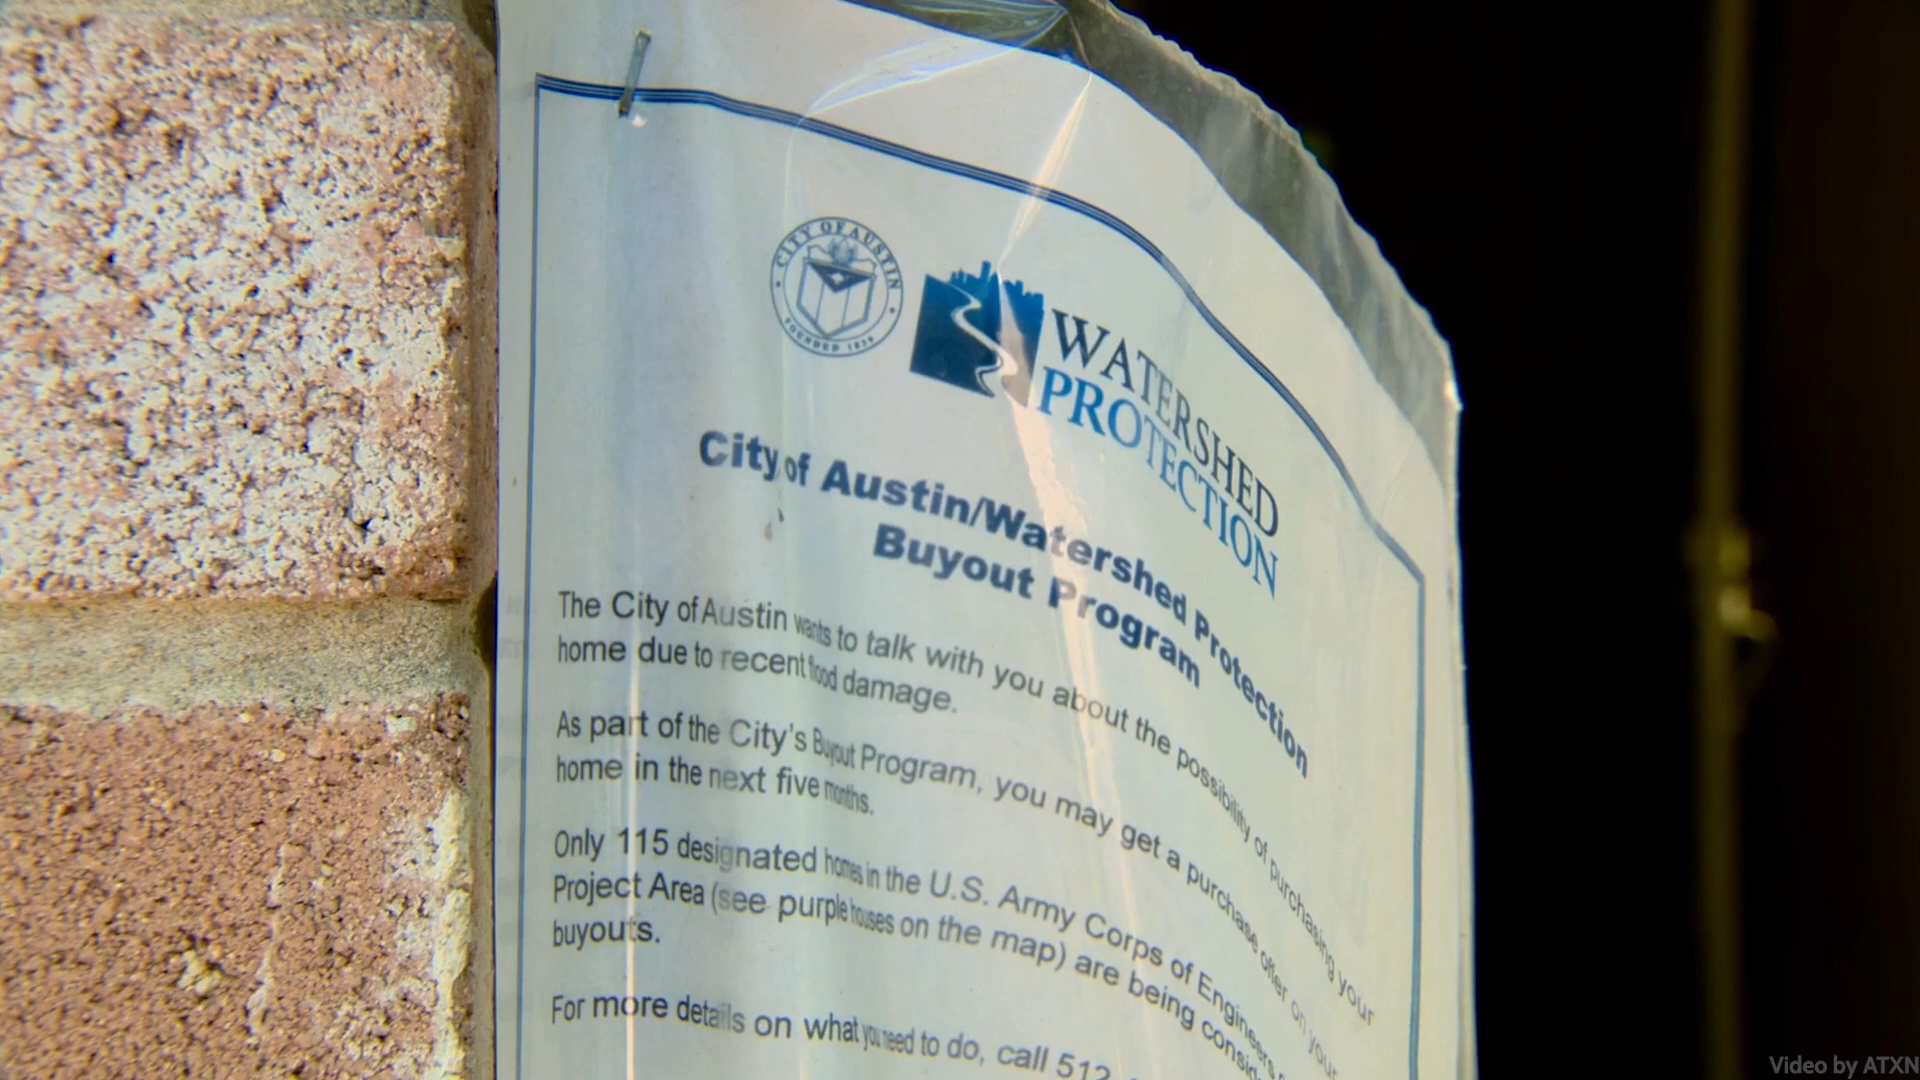 CITY OF AUSTIN
FOUNDED 1839
WATERSHED
PROTECTION
City of Austin/Watershed Protection
Buyout Program
The City of Austin wants to talk with you about the possibility of purchasing your
home due to recent flood damage.
As part of the City's Buyout Program, you may get a purchase offer on your
home in the next five months.
Only 115 designated homes in the U.S. Army Corps of Engineers
Project Area (see purple houses on the map) are being consid
buyouts.
For more details on what you need to do, call 512
Video by ATXN